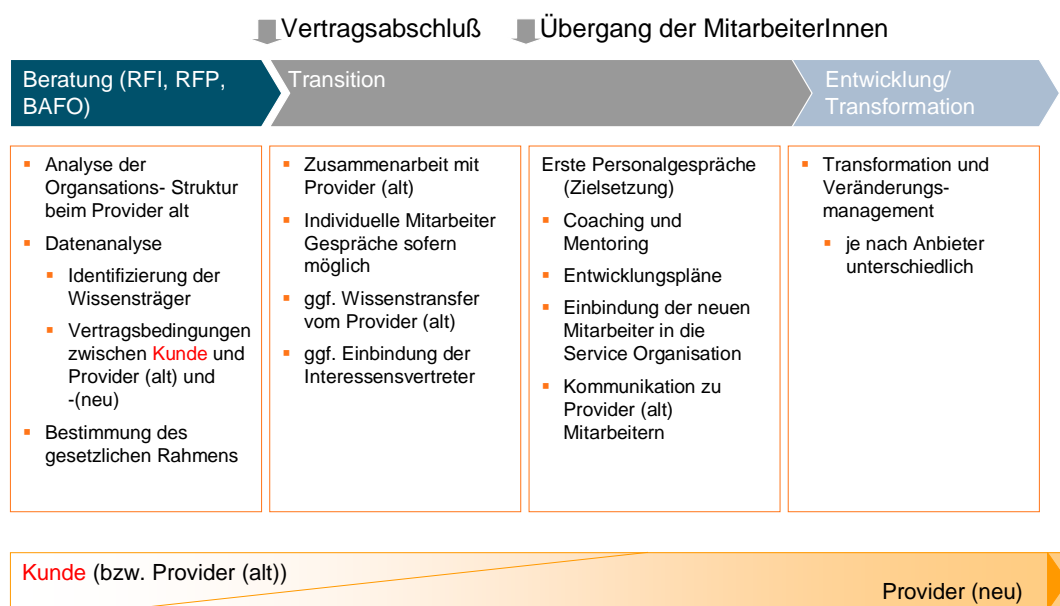 Vertragsabschluß
Übergang der MitarbeiterInnen
Beratung (RFI, RFP,
BAFO)
Transition
Entwicklung/
Transformation
Analyse der
Organsations- Struktur
beim Provider alt
Datenanalyse
Identifizierung der
Wissensträger
Vertragsbedingungen
zwischen Kunde und
Provider (alt) und
-(neu)
Bestimmung des
gesetzlichen Rahmens
Zusammenarbeit mit
Provider (alt)
Individuelle Mitarbeiter
Gespräche sofern
möglich
ggf. Wissenstransfer
vom Provider (alt)
ggf. Einbindung der
Interessensvertreter
Erste Personalgespräche
(Zielsetzung)
Coaching und
Mentoring
Entwicklungspläne
Einbindung der neuen
Mitarbeiter in die
Service Organisation
Kommunikation zu
Provider (alt)
Mitarbeitern
Transformation und
Veränderungs-
management
je nach Anbieter
unterschiedlich
Kunde (bzw. Provider (alt))
Provider (neu)